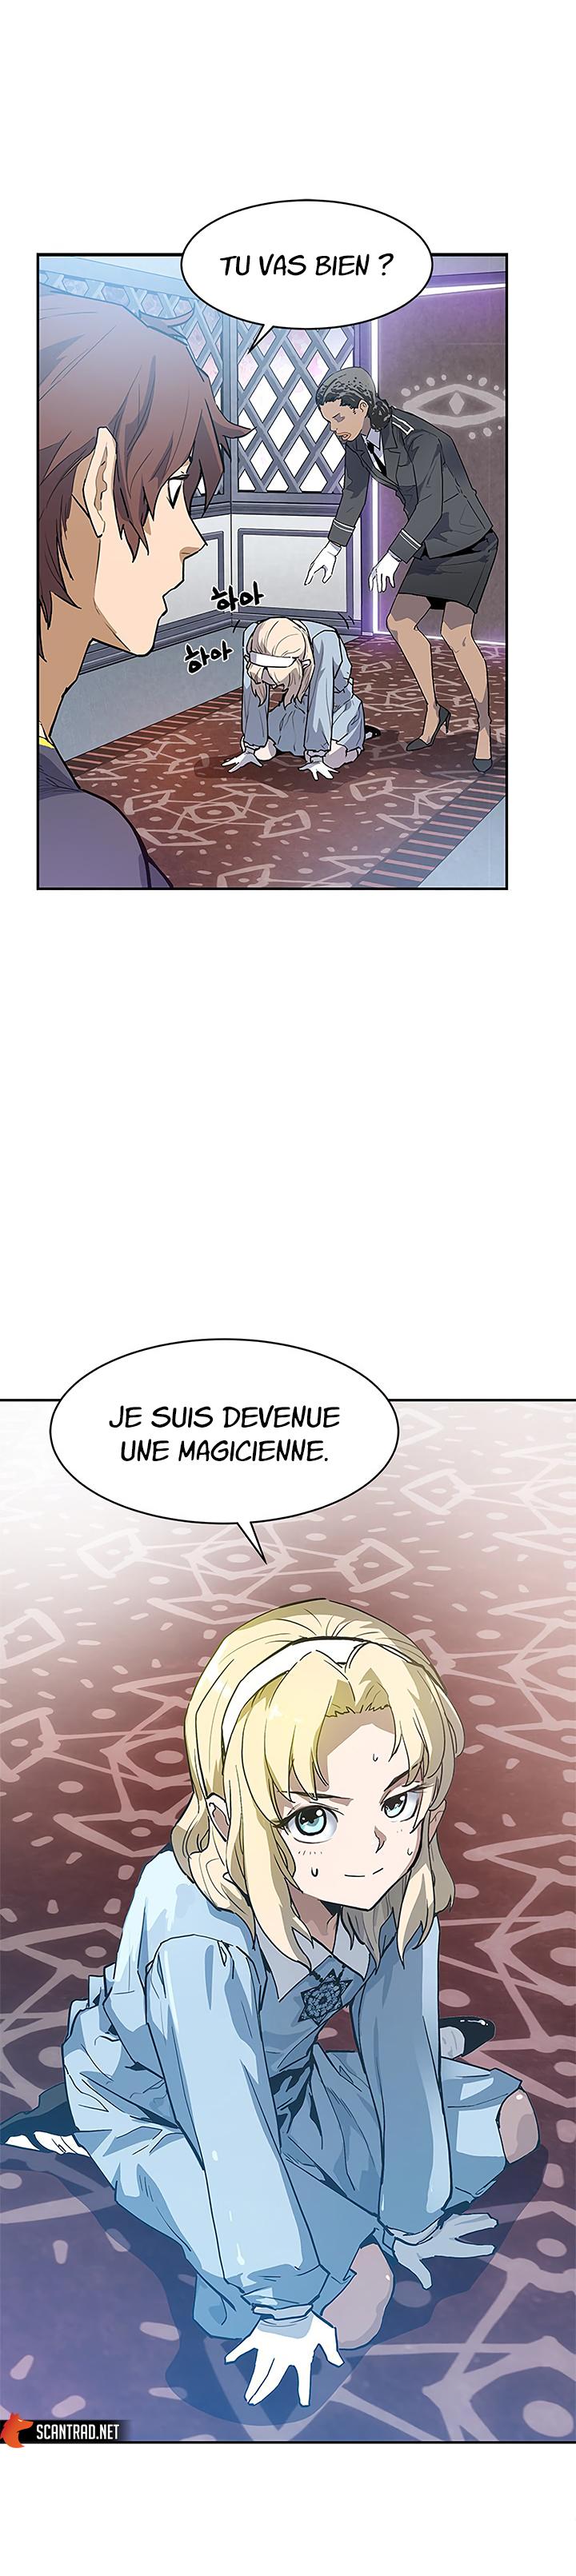 TU VAS BIEN ?
하아
하아
JE SUIS DEVENUE
UNE MAGICIENNE.
SCANTRAD.NET